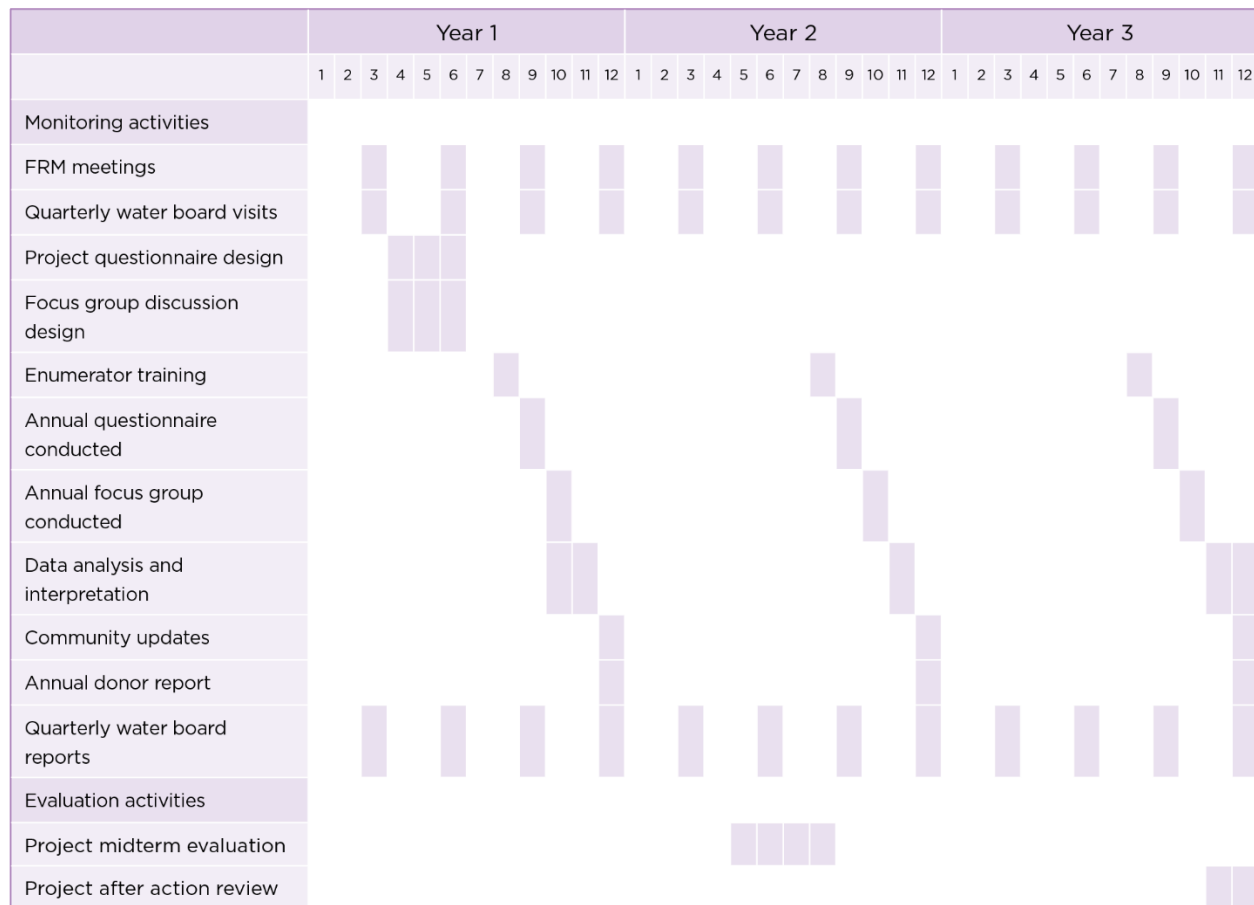 Year 1 Year 2 Year 3
1 2 3 4 5 6 7 8 9 10 11 12 1 2 3 4 5 6 7 8 9 10 11 12 1 2 3 4 5 6 7 8 9 10 11 12
Monitoring activities
FRM meetings
Quarterly water board visits
Project questionnaire design
Focus group discussion
design
Enumerator training
Annual questionnaire
conducted
Annual focus group
conducted
Data analysis and
interpretation
Community updates
Annual donor report
Quarterly water board
reports
Evaluation activities
Project midterm evaluation
Project after action review